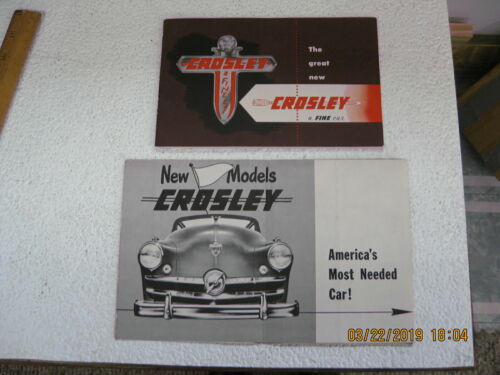 CROSLEY
A
FINE
The
great
new
CROSLEY
a FINE car
New Models
CROSLEY
America's
Most Needed
Car!
03/22/2019 18:04